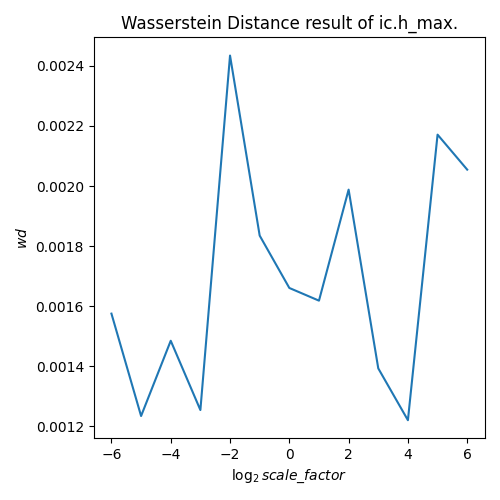 Wasserstein Distance result of ic.h_max.
0.0024
0.0022
0.0020
0.0018
0.0016
0.0014
0.0012
wd
−6 −4 −2 0 2 4 6
log₂ scale_factor